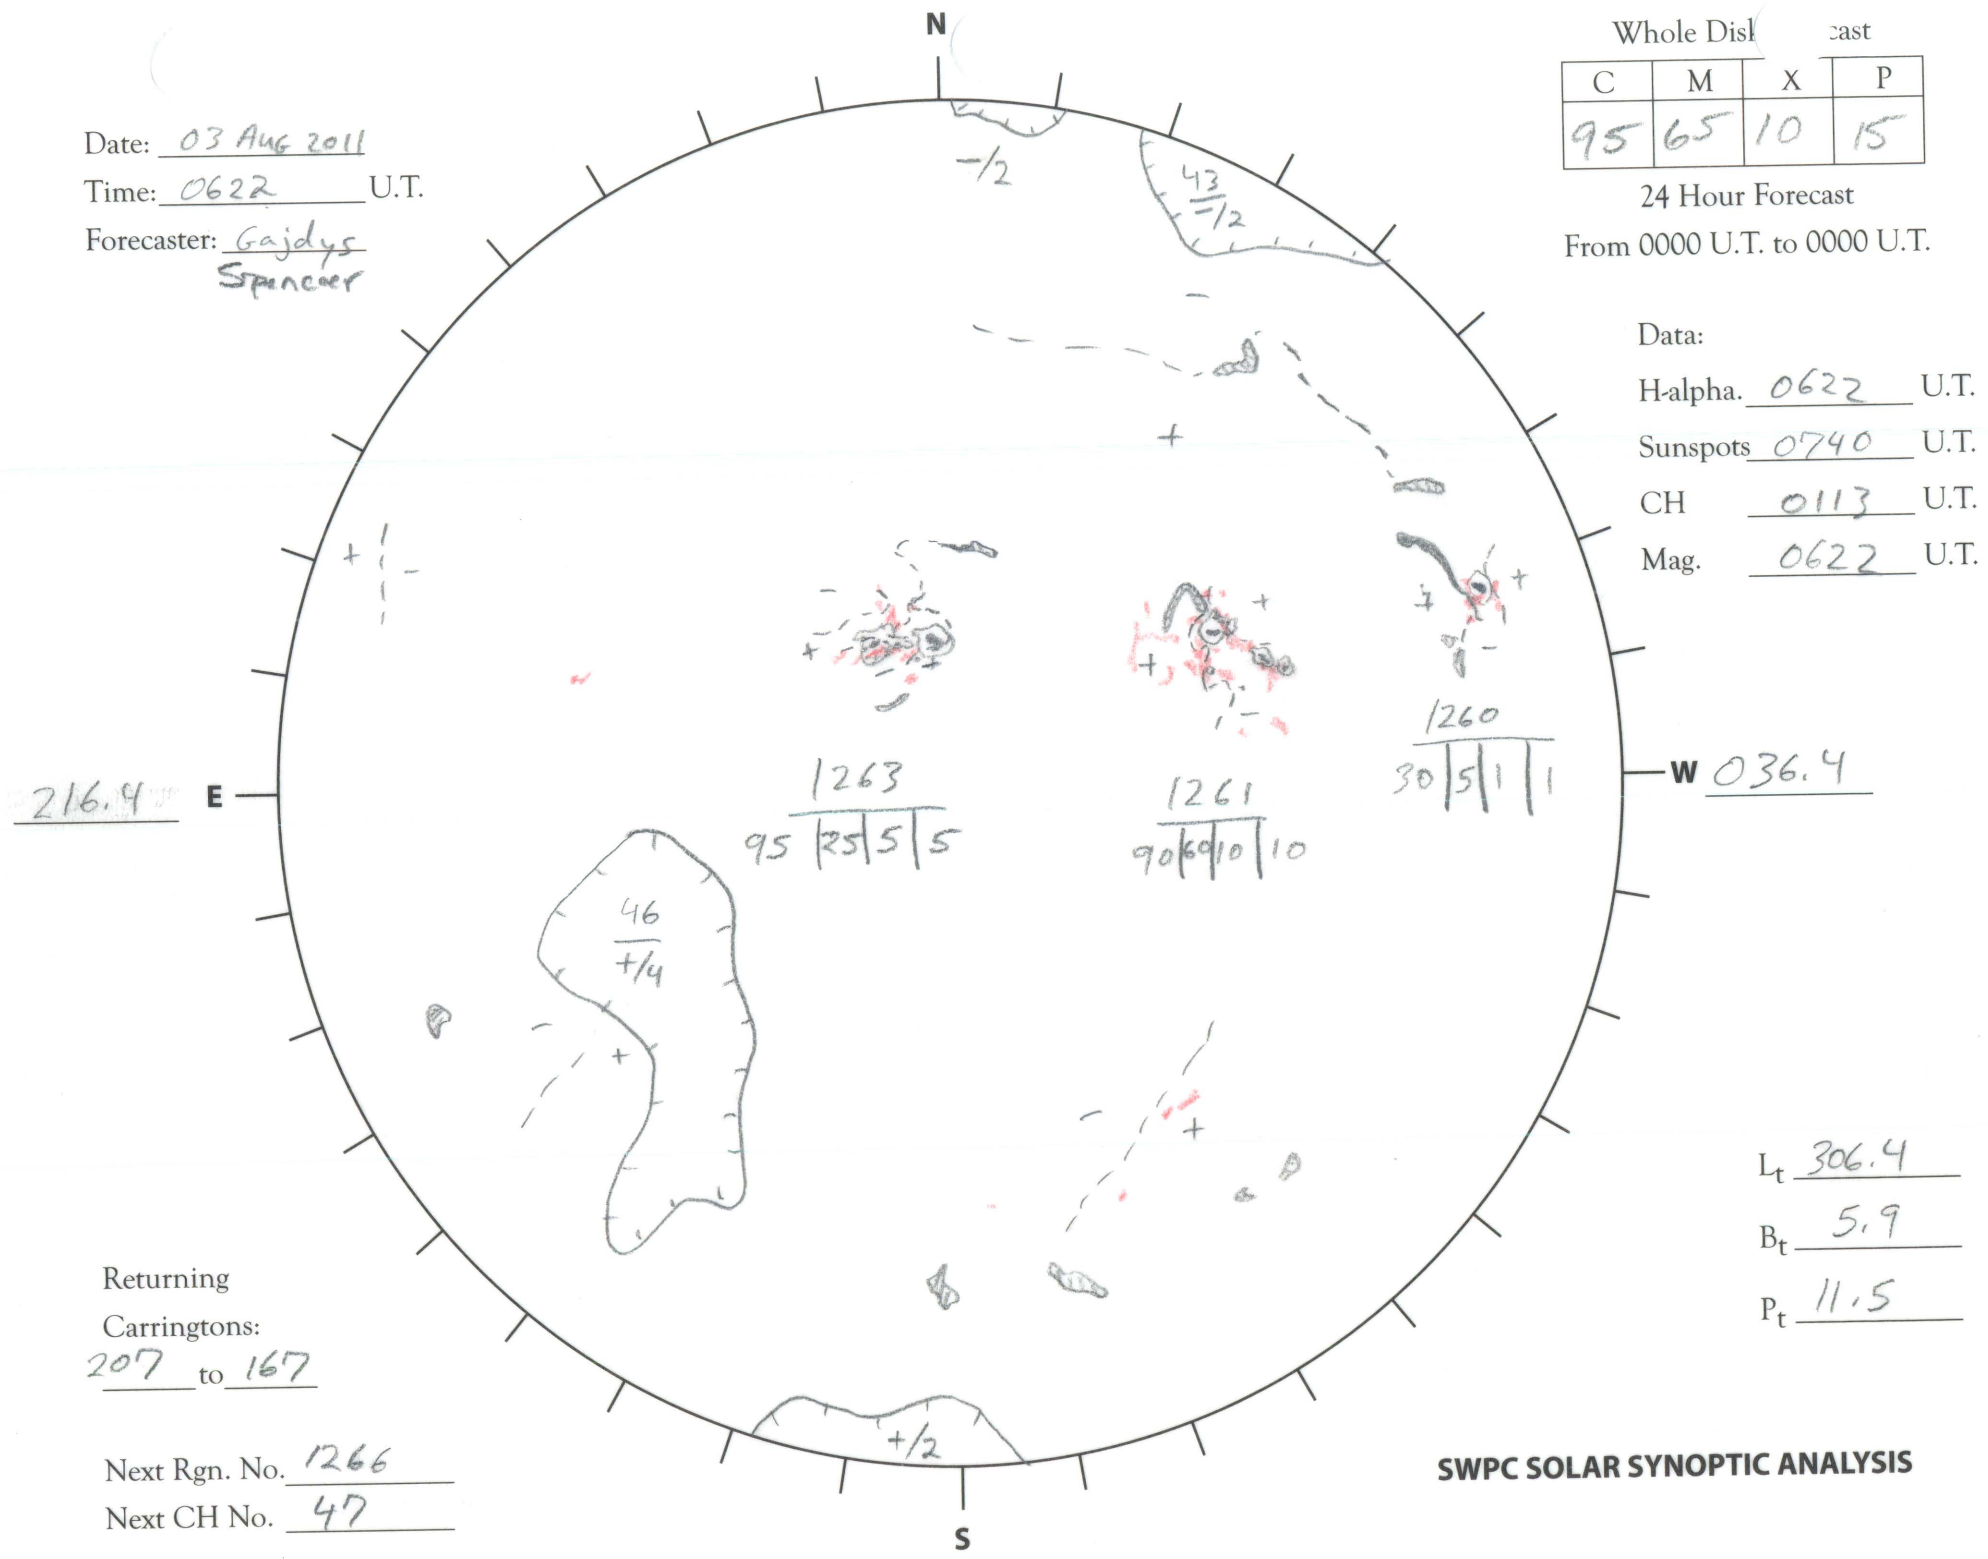 N
Whole Disk    cast
C M X P
95 65 10 15
24 Hour Forecast
From 0000 U.T. to 0000 U.T.
Date: 03 AUG 2011
Time: 0622 U.T.
Forecaster: Gajdys
Spencer
Data:
H-alpha. 0622 U.T.
Sunspots 0740 U.T.
CH 0113 U.T.
Mag. 0622 U.T.
-/2
43
-/2
-
+
+ -
- + - +
+ + -
+ + -
1263
95 25 5 5
1261
90 60 10 10
1260
30 5 1 1
216.4 E
W 036.4
46
+/4
- +
- +
+/2
Lt 306.4
Bt 5.9
Pt 11.5
Returning
Carringtons:
207 to 167
Next Rgn. No. 1266
Next CH No. 47
S
SWPC SOLAR SYNOPTIC ANALYSIS